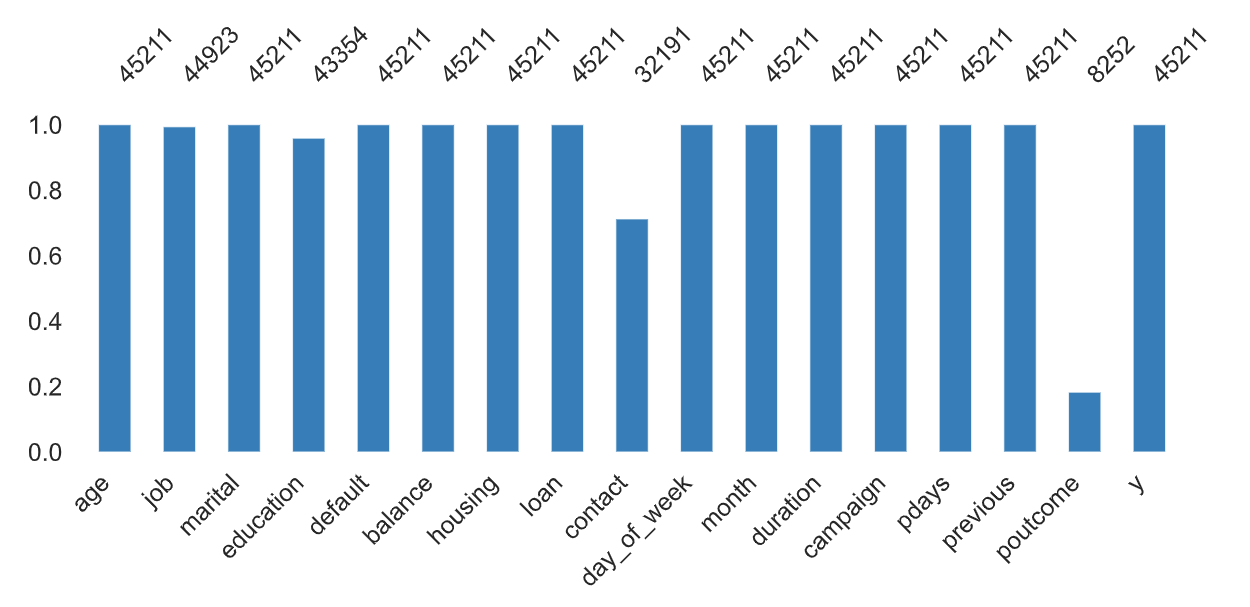 45211
44923
45211
43354
45211
45211
45211
45211
32191
45211
45211
45211
45211
45211
45211
8252
45211
1.0
0.8
0.6
0.4
0.2
0.0
age
job
marital
education
default
balance
housing
loan
contact
day_of_week
month
duration
campaign
pdays
previous
poutcome
y